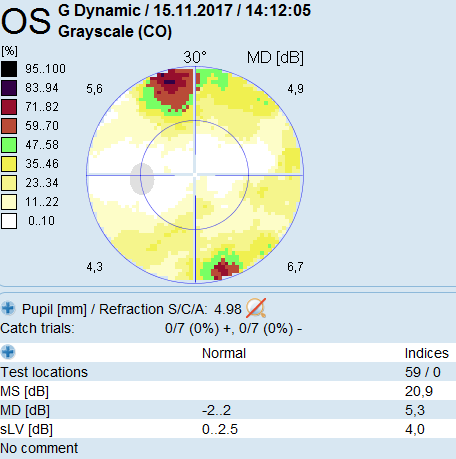 OS G Dynamic / 15.11.2017 / 14:12:05
Grayscale (CO)
[%] 30° MD [dB]
95..100
83..94
71..82
59..70
47..58
35..46
23..34
11..22
0..10
5,6 4,9
4,3 6,7
Pupil [mm] / Refraction S/C/A: 4.98
Catch trials: 0/7 (0%) +, 0/7 (0%) -
Normal Indices
Test locations 59 / 0
MS [dB] 20,9
MD [dB] -2..2 5,3
sLV [dB] 0..2.5 4,0
No comment